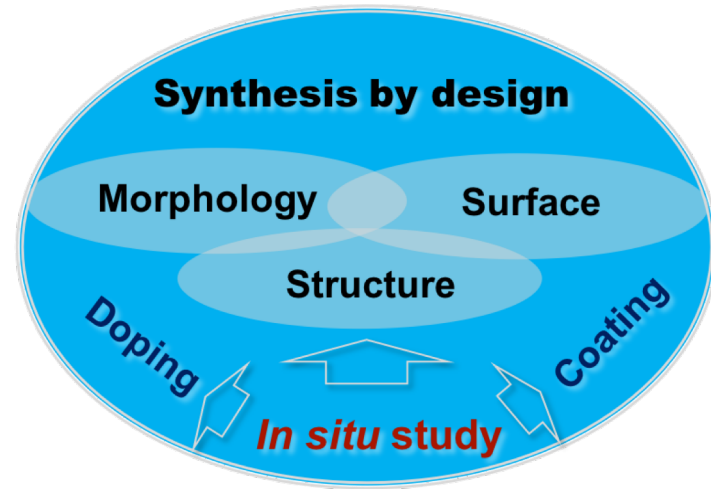 Synthesis by design
Morphology
Surface
Structure
Doping
Coating
In situ study